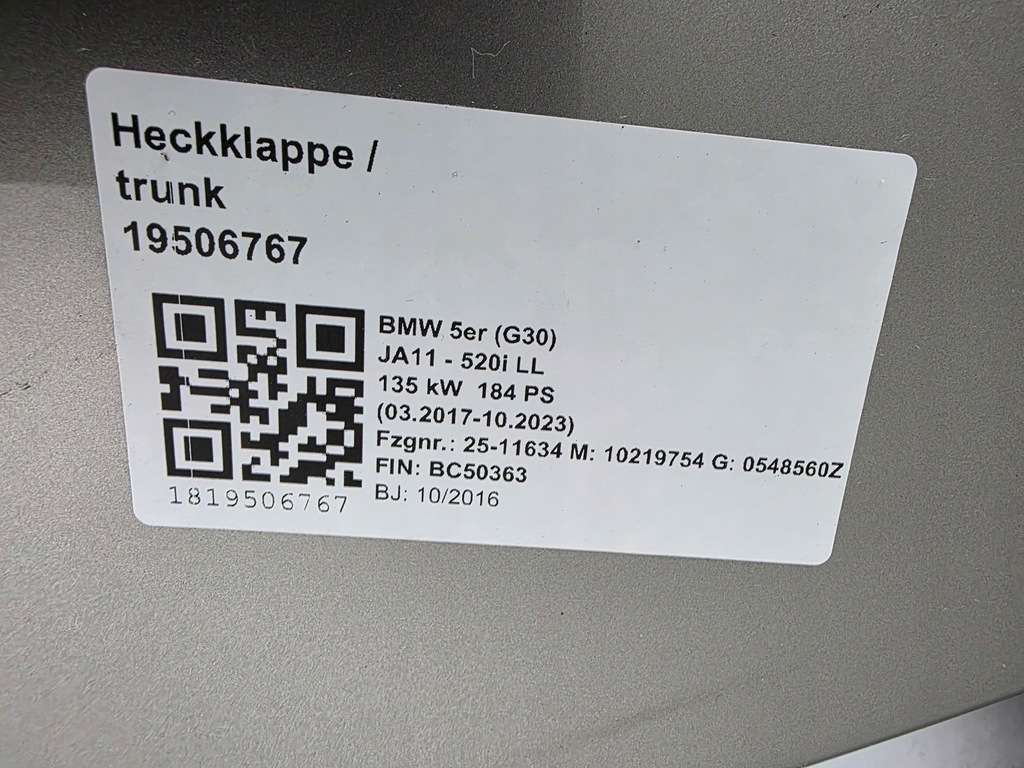 Heckklappe /
trunk
19506767
BMW 5er (G30)
JA11 - 520i LL
135 kW 184 PS
(03.2017-10.2023)
Fzgnr.: 25-11634 M: 10219754 G: 0548560Z
FIN: BC50363
BJ: 10/2016
1819506767